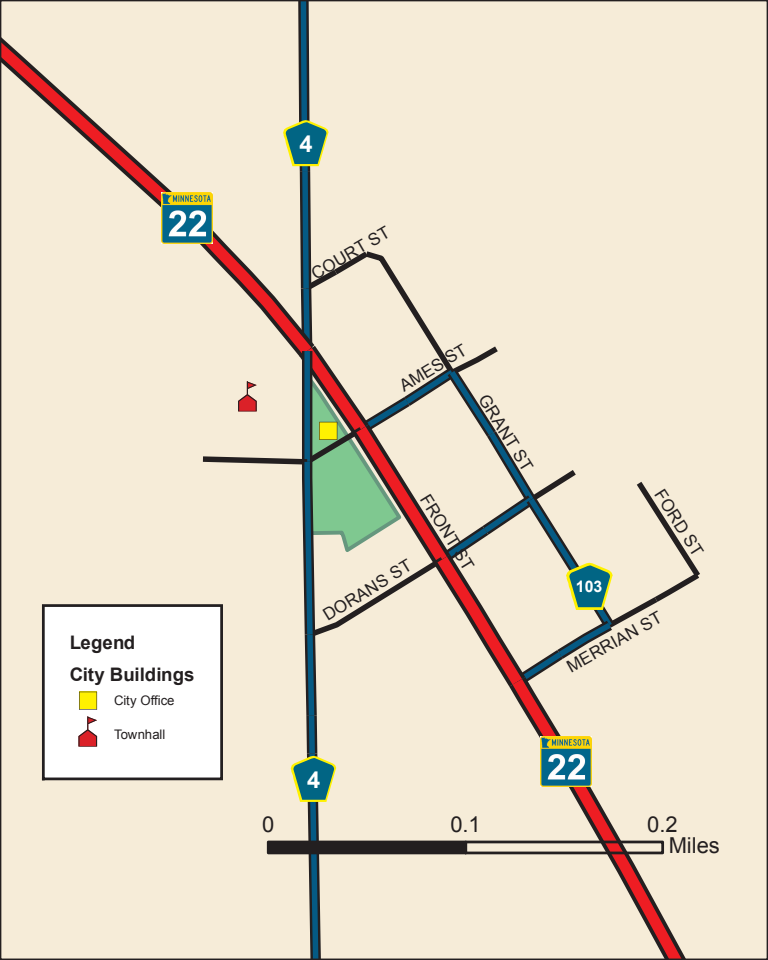 4
MINNESOTA
22
COURT ST
AMES ST
GRANT ST
FRONT ST
FORD ST
DORANS ST
103
MERRIAN ST
Legend
City Buildings
City Office
Townhall
MINNESOTA
22
4
0 0.1 0.2
Miles